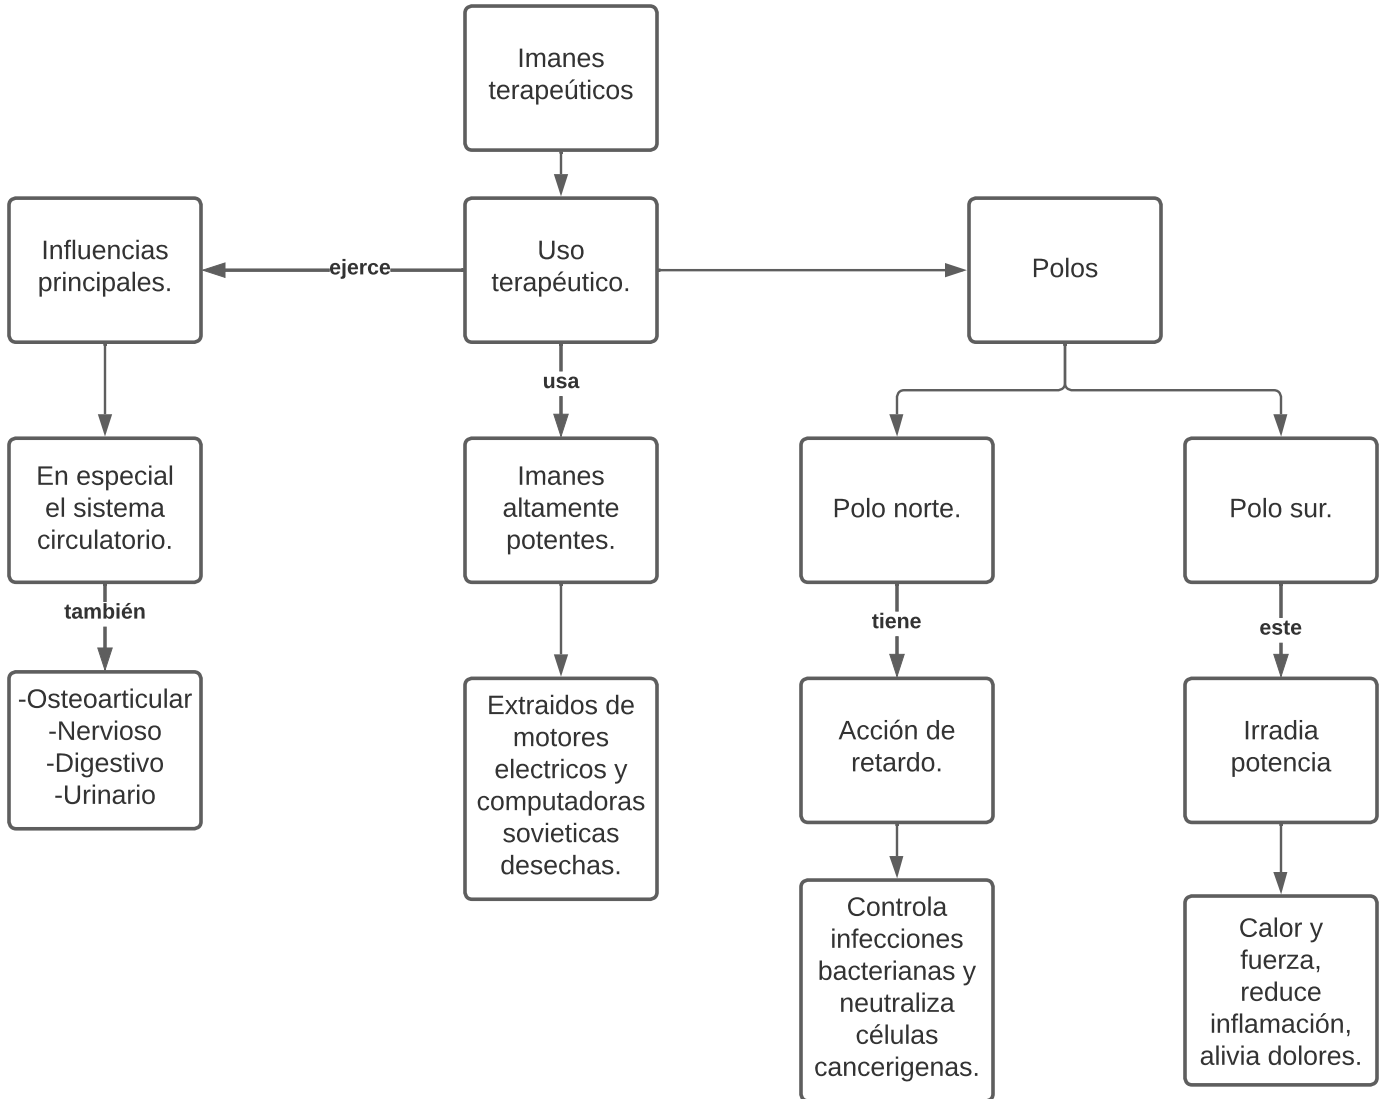 Imanes
terapeúticos
Influencias
principales.
ejerce
Uso
terapéutico.
Polos
usa
En especial
el sistema
circulatorio.
Imanes
altamente
potentes.
Polo norte.
Polo sur.
también
tiene
este
-Osteoarticular
-Nervioso
-Digestivo
-Urinario
Extraidos de
motores
electricos y
computadoras
sovieticas
desechas.
Acción de
retardo.
Irradia
potencia
Controla
infecciones
bacterianas y
neutraliza
células
cancerigenas.
Calor y
fuerza,
reduce
inflamación,
alivia dolores.